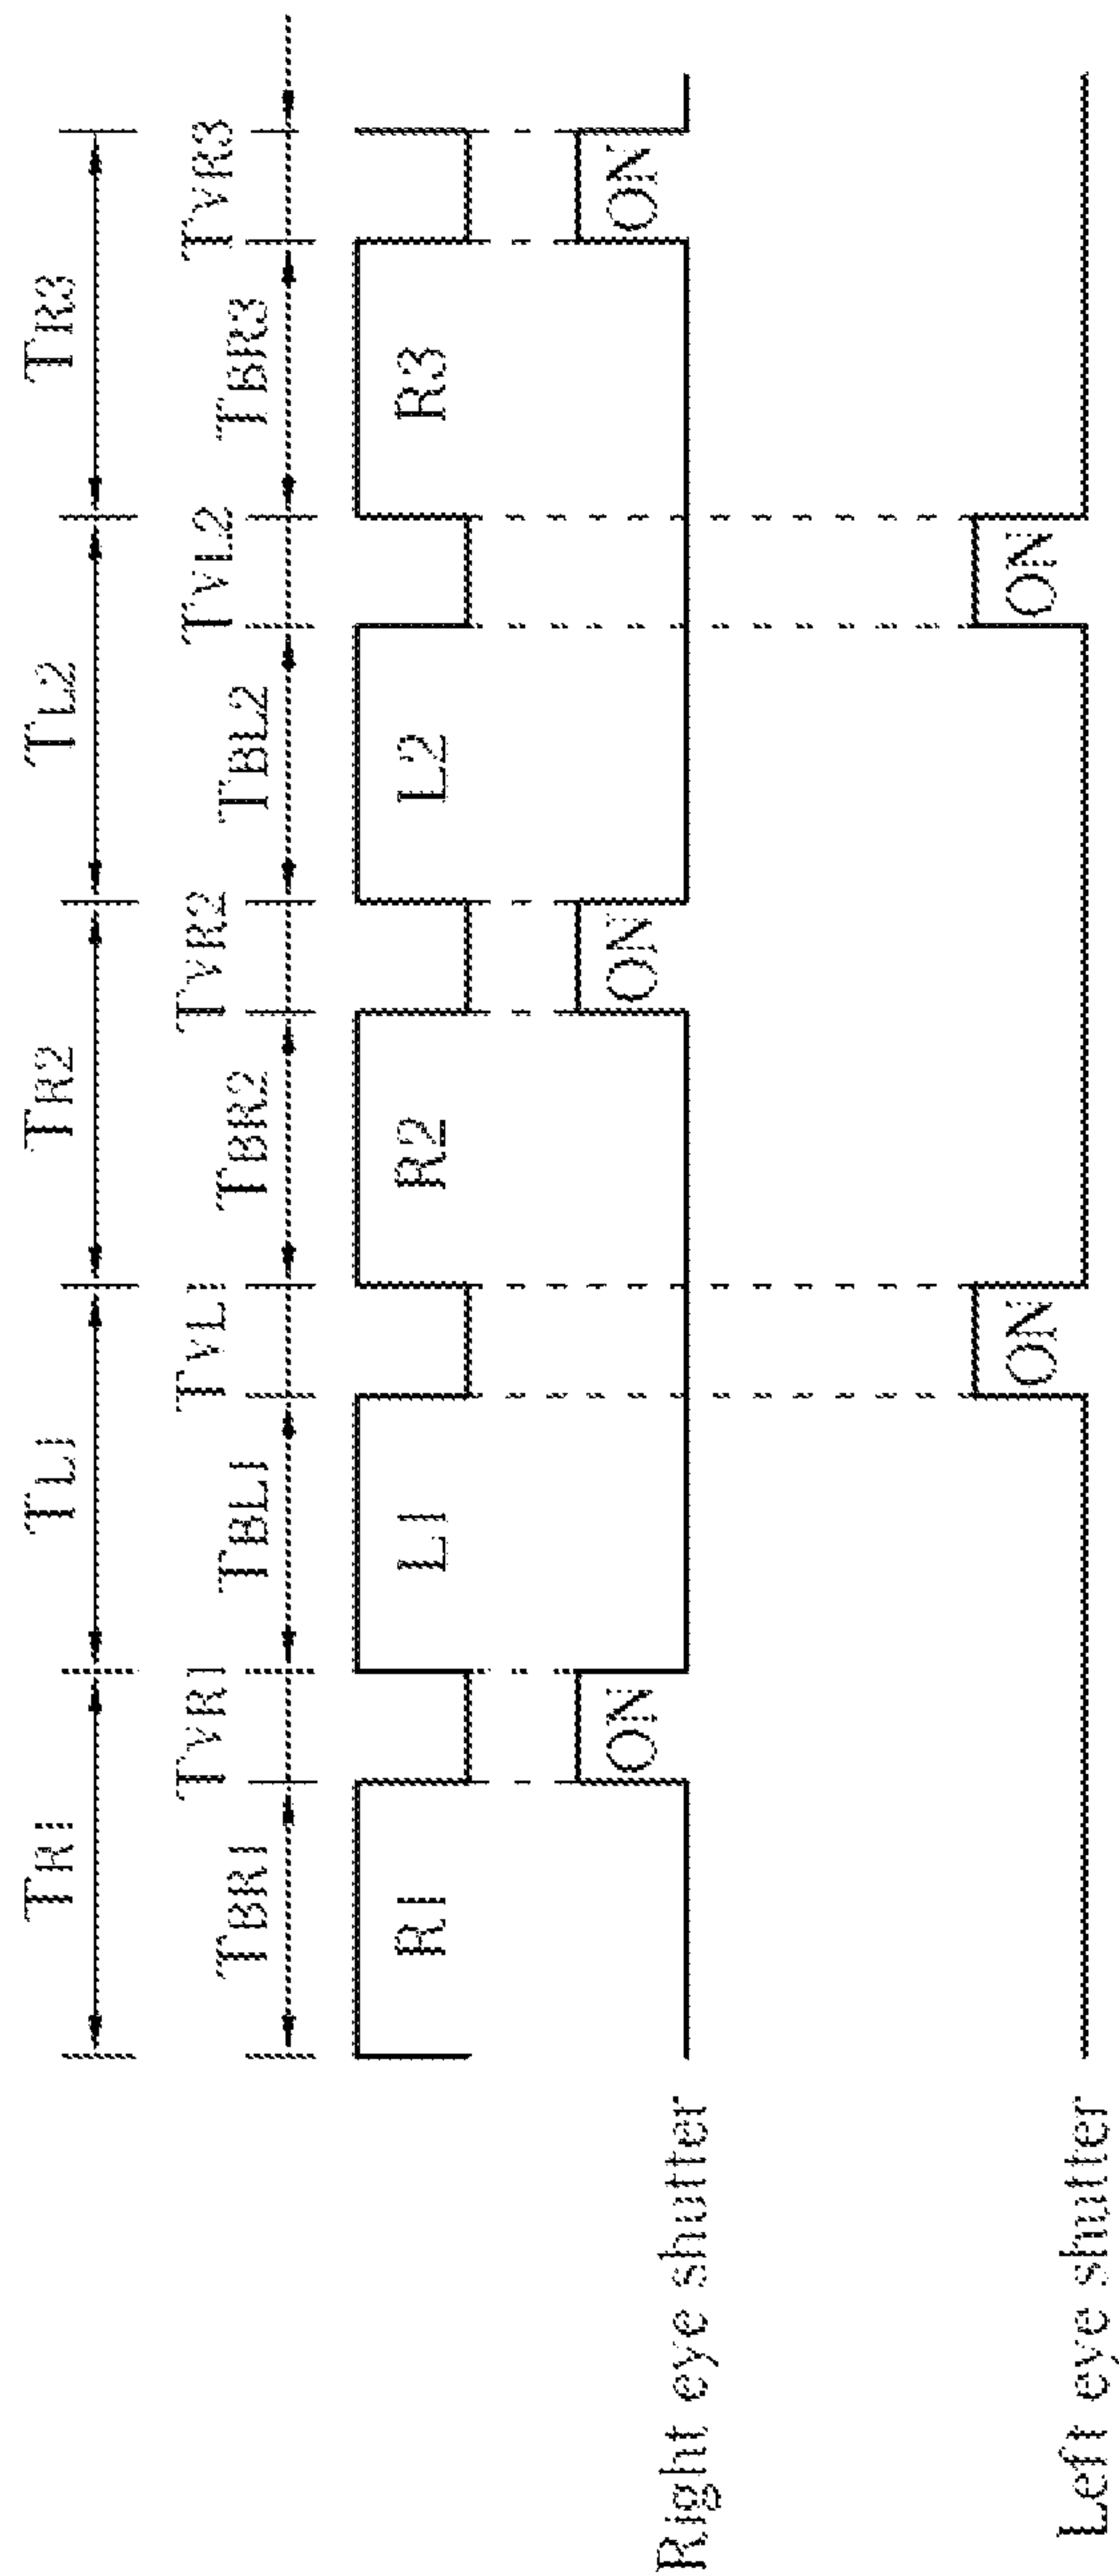 TR1 TL1 TR2 TL2 TR3
TBR1 TVR1 TBL1 TVL1 TBR2 TVR2 TBL2 TVL2 TBR3 TVR3
R1 L1 R2 L2 R3
Right eye shutter ON ON ON
Left eye shutter ON ON